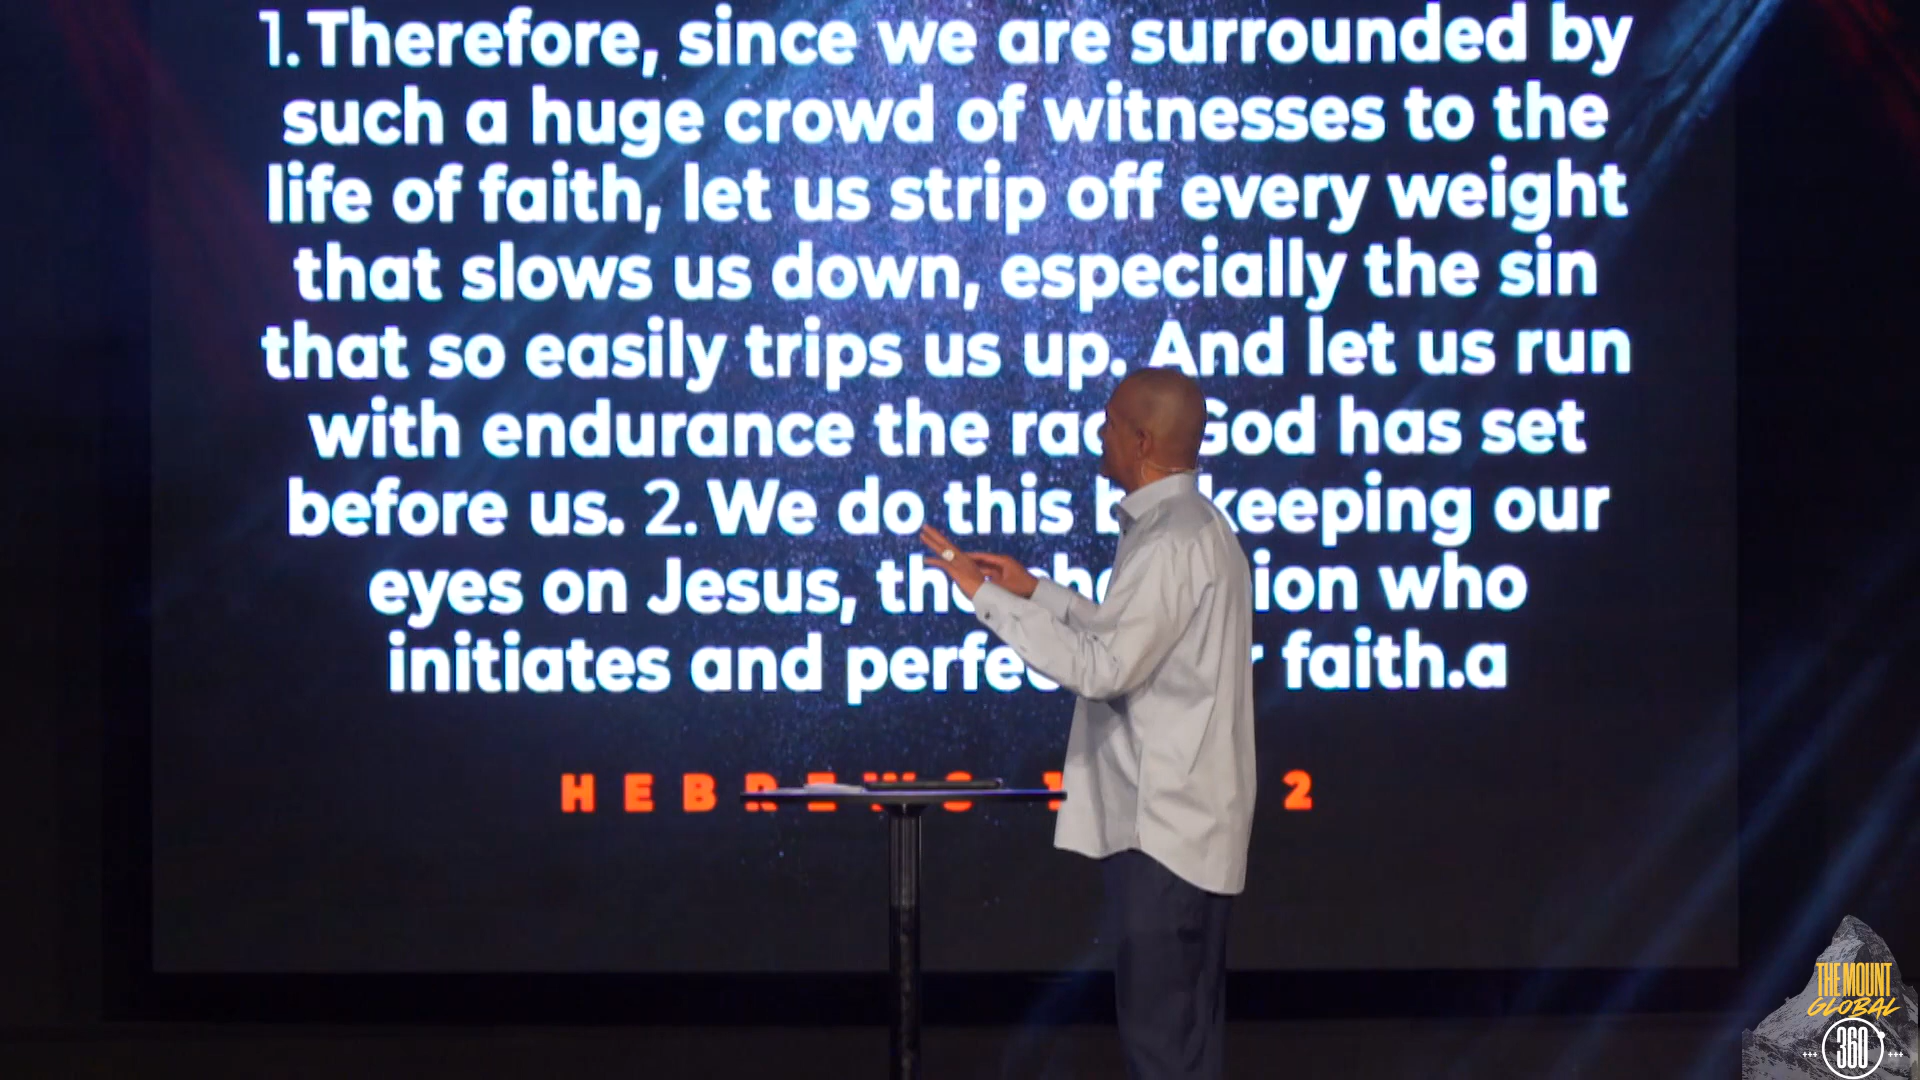 1. Therefore, since we are surrounded by
such a huge crowd of witnesses to the
life of faith, let us strip off every weight
that slows us down, especially the sin
that so easily trips us up. And let us run
with endurance the God has set
before us. 2. We do this keeping our
eyes on Jesus, who
initiates and faith.a
HEBREWS 2
THE MOUNT
GLOBAL
360